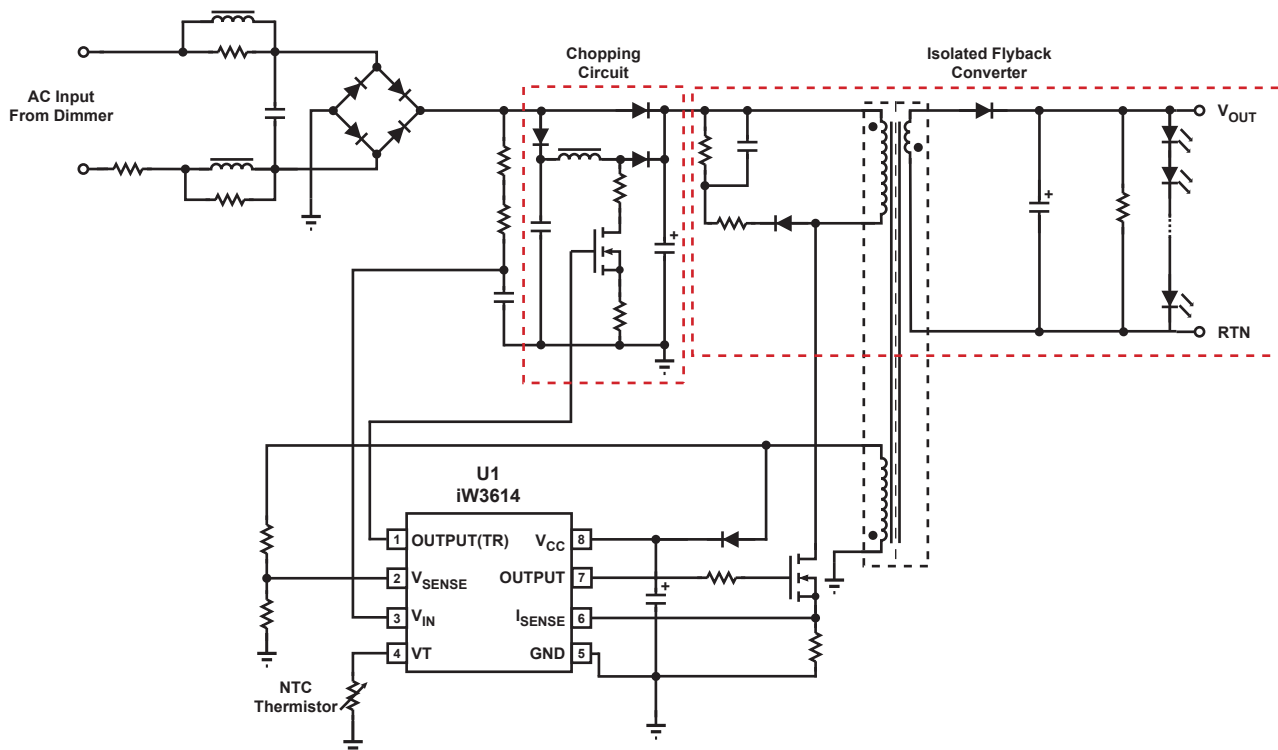 Chopping
Circuit
Isolated Flyback
Converter
AC Input
From Dimmer
VOUT
+
+
RTN
U1
iW3614
1 OUTPUT(TR)
VCC 8
2 VSENSE
OUTPUT 7
+
3 VIN
ISENSE 6
4 VT
GND 5
NTC
Thermistor